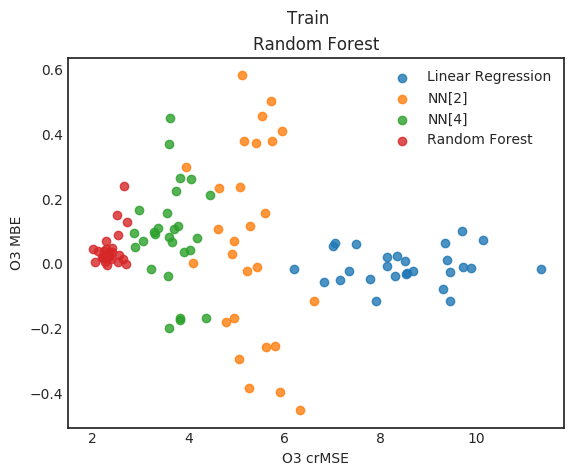 Train
Random Forest
Linear Regression
NN[2]
NN[4]
Random Forest
0.6
0.4
0.2
0.0
−0.2
−0.4
O3 MBE
2 4 6 8 10
O3 crMSE